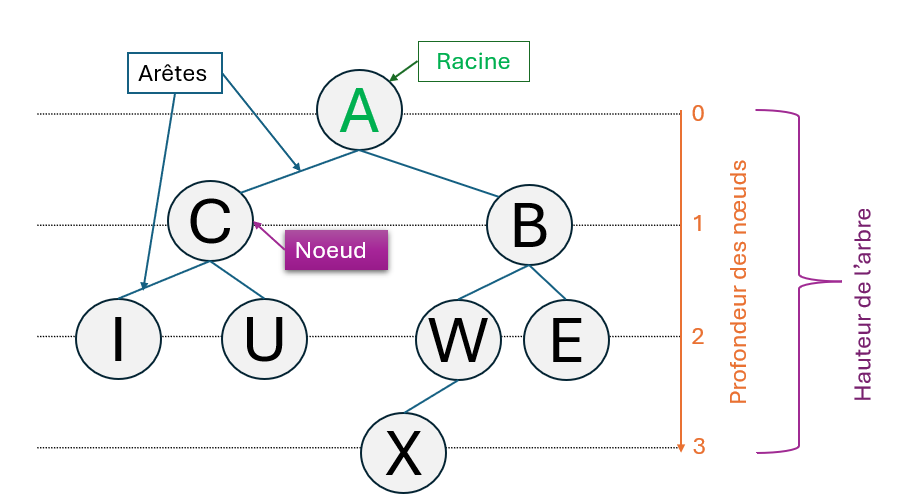 Racine
Arêtes
A
0
C
B
1
Noeud
I
U
W
E
2
X
3
Profondeur des nœuds
Hauteur de l’arbre